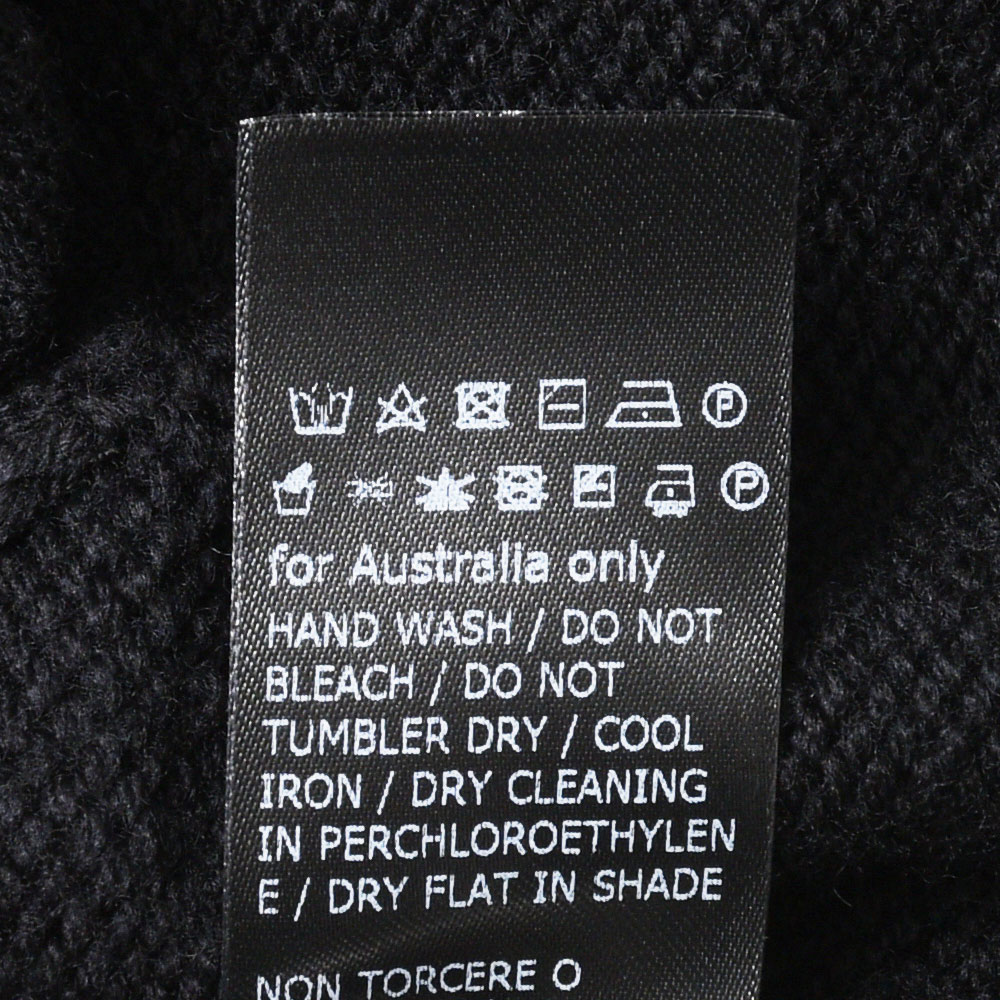 P
P
for Australia only
HAND WASH / DO NOT
BLEACH / DO NOT
TUMBLER DRY / COOL
IRON / DRY CLEANING
IN PERCHLOROETHYLEN
E / DRY FLAT IN SHADE
NON TORCERE O